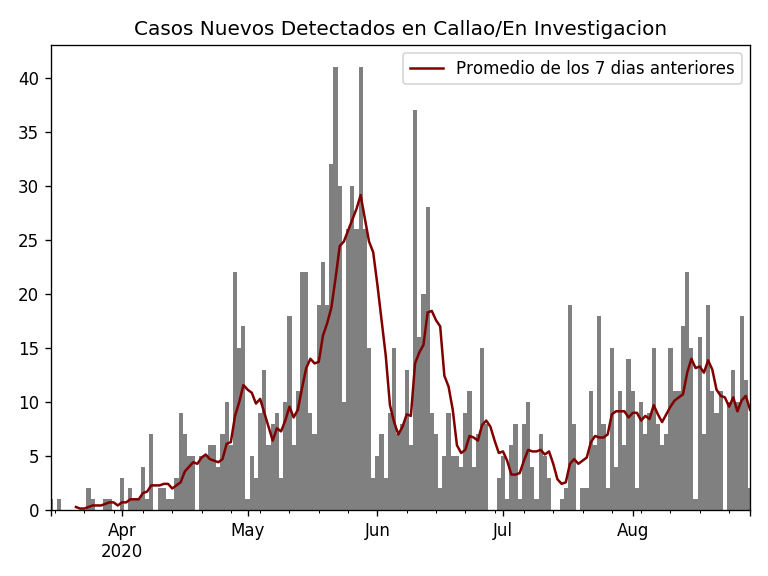 Casos Nuevos Detectados en Callao/En Investigacion
Promedio de los 7 dias anteriores
40
35
30
25
20
15
10
5
0
Apr
2020
May
Jun
Jul
Aug